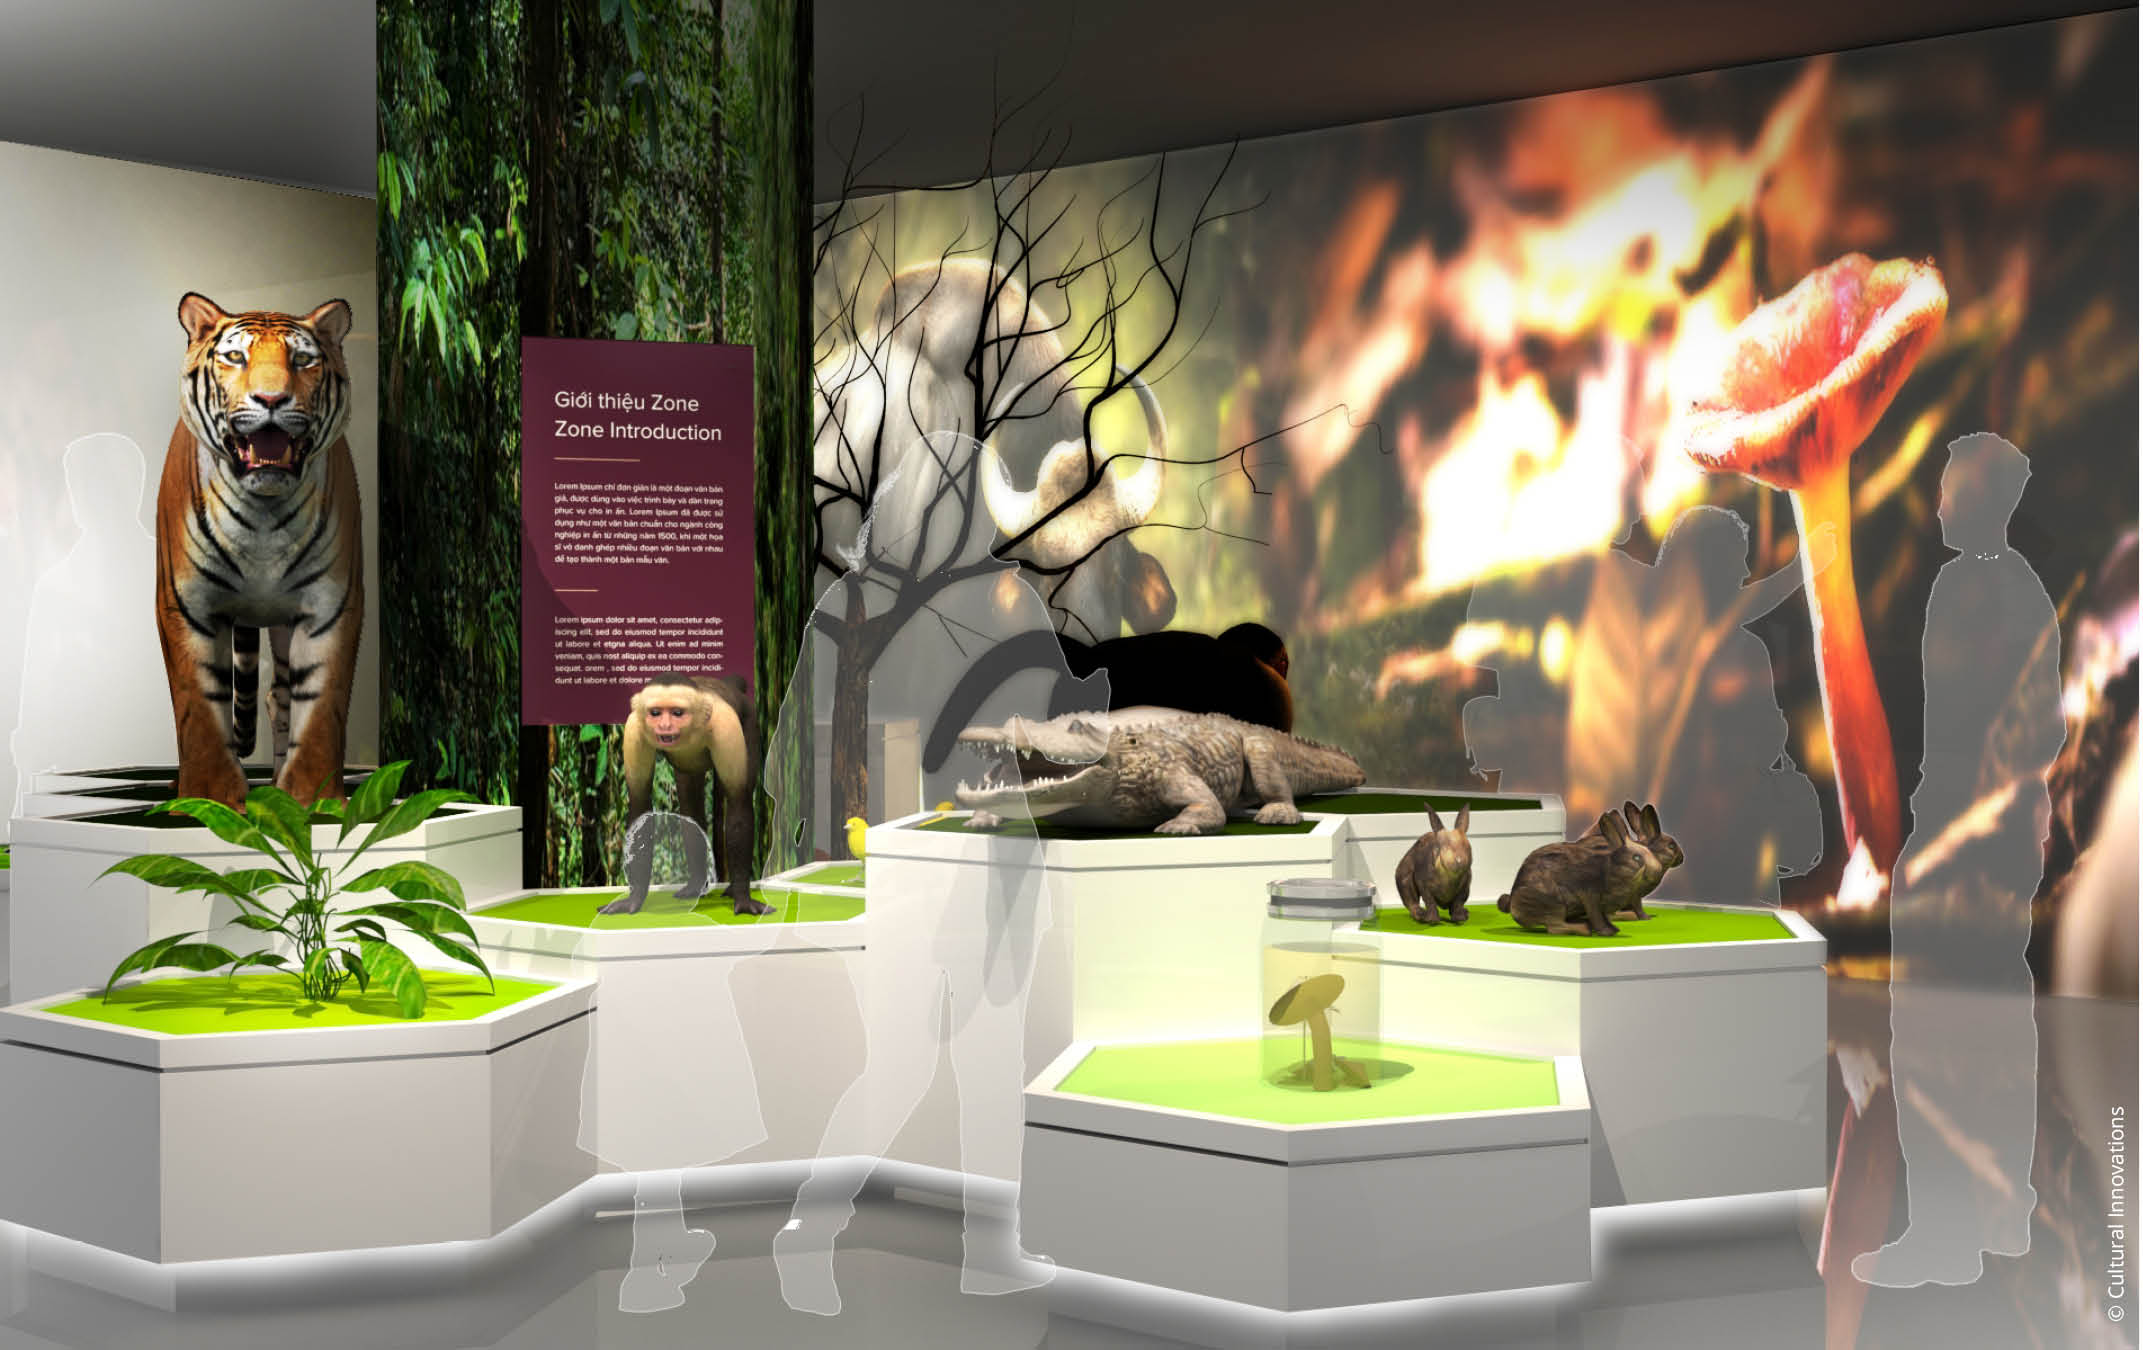 Giới thiệu Zone
Zone Introduction
Lorem Ipsum chỉ đơn giản là một đoạn văn bản
giả, được dùng vào việc trình bày và dàn trang
phục vụ cho in ấn. Lorem Ipsum đã được sử
dụng như một văn bản chuẩn cho ngành công
nghiệp in ấn từ những năm 1500, khi một họa
sĩ vô danh ghép nhiều đoạn văn bản với nhau
để tạo thành một bản mẫu văn.
Lorem ipsum dolor sit amet, consectetur adip-
iscing elit, sed do eiusmod tempor incididunt
ut labore et etgna aliqua. Ut enim ad minim
veniam, quis nost aliquip ex ea commodo con-
sequat. orem , sed do eiusmod tempor incidi-
dunt ut labore et dolore m
© Cultural Innovations